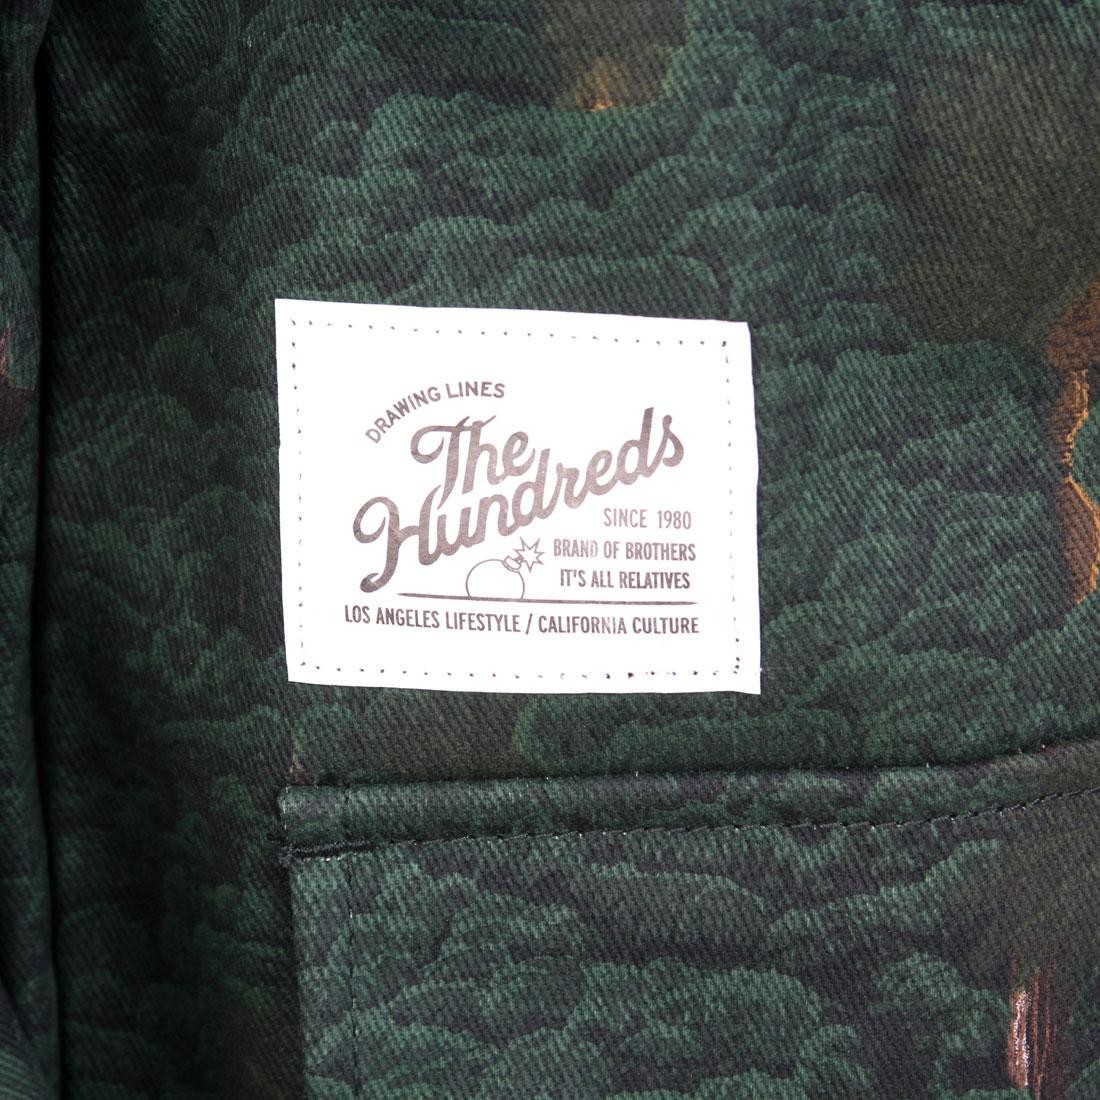 DRAWING LINES
The
Hundreds
SINCE 1980
BRAND OF BROTHERS
IT'S ALL RELATIVES
LOS ANGELES LIFESTYLE / CALIFORNIA CULTURE